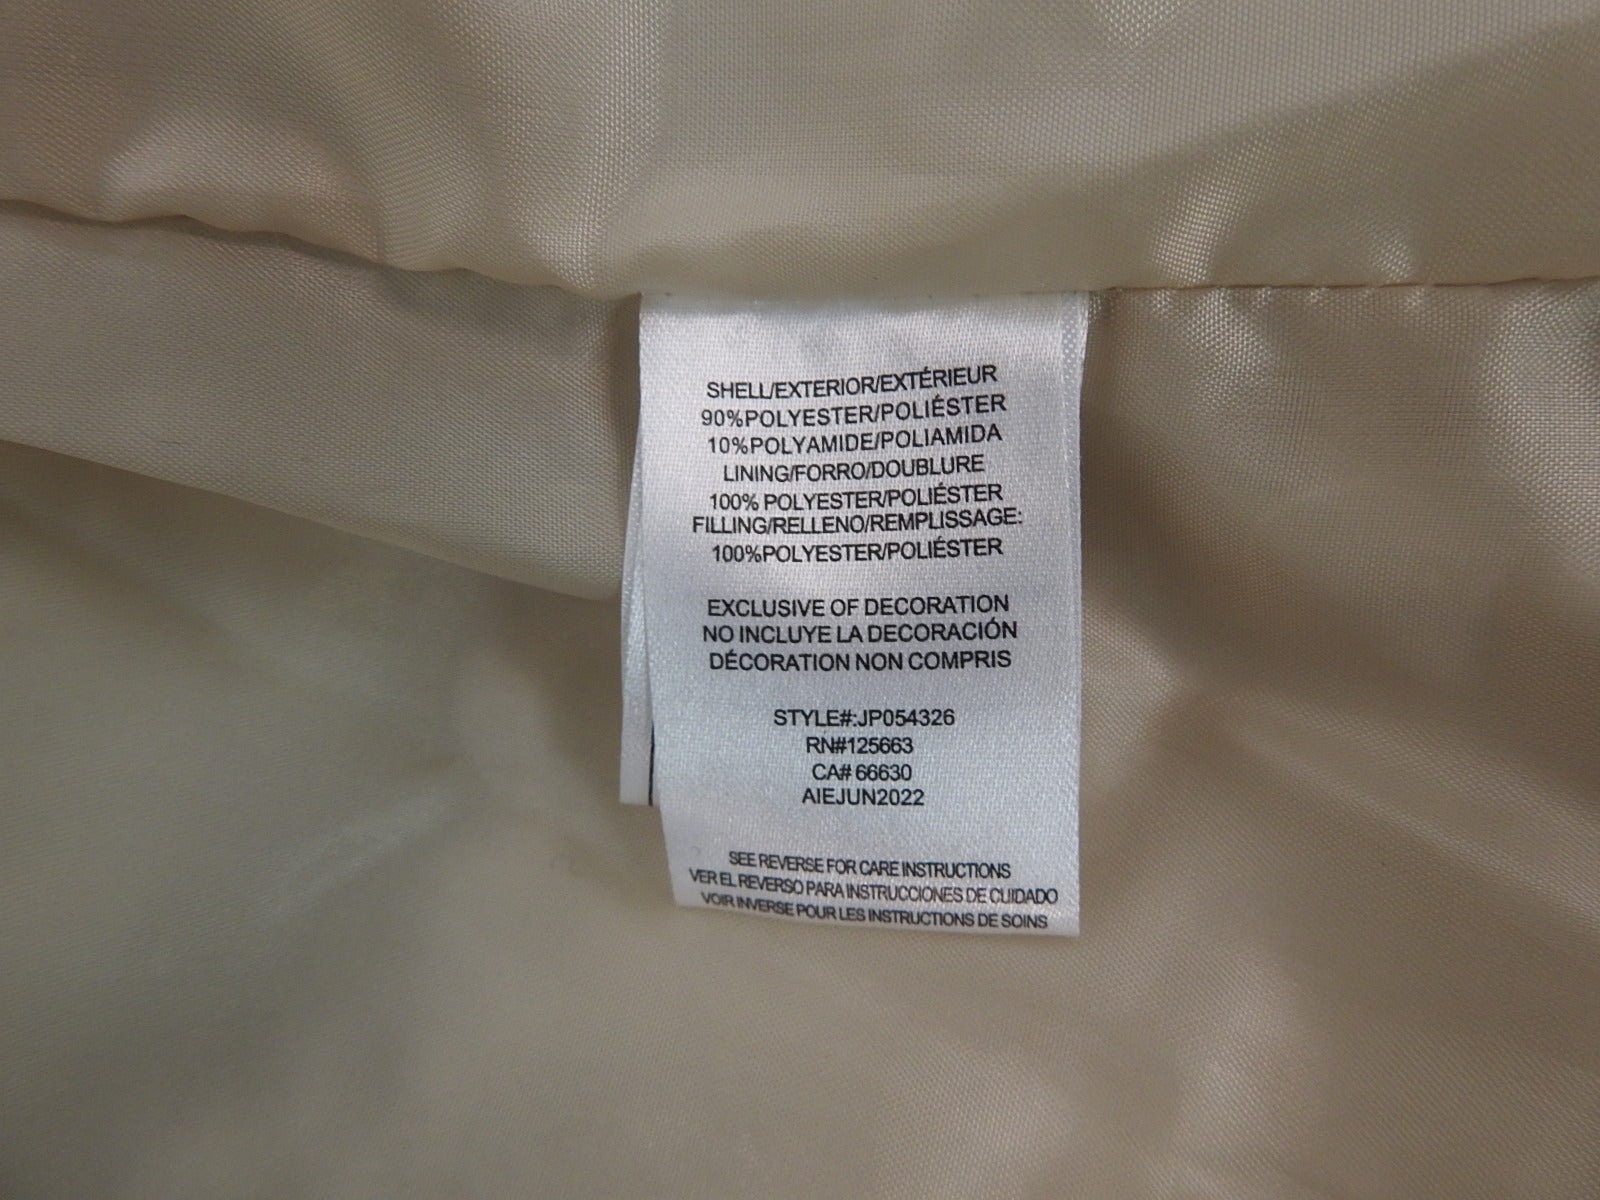 SHELL/EXTERIOR/EXTÉRIEUR
90%POLYESTER/POLIÉSTER
10%POLYAMIDE/POLIAMIDA
LINING/FORRO/DOUBLURE
100% POLYESTER/POLIÉSTER
FILLING/RELLENO/REMPLISSAGE:
100%POLYESTER/POLIÉSTER
EXCLUSIVE OF DECORATION
NO INCLUYE LA DECORACIÓN
DÉCORATION NON COMPRIS
STYLE#:JP054326
RN#125663
CA# 66630
AIEJUN2022
SEE REVERSE FOR CARE INSTRUCTIONS
VER EL REVERSO PARA INSTRUCCIONES DE CUIDADO
VOIR INVERSE POUR LES INSTRUCTIONS DE SOINS